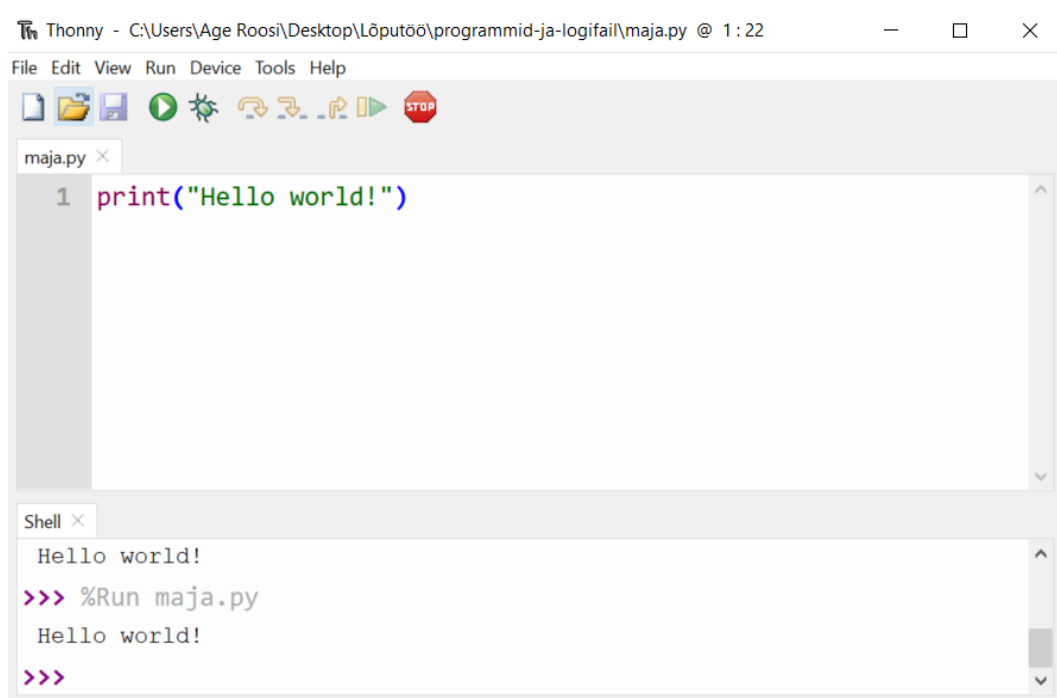 Th Thonny - C:\Users\Age Roosi\Desktop\Lõputöö\programmid-ja-logifail\maja.py @ 1:22
File Edit View Run Device Tools Help
STOP
maja.py
1 print("Hello world!")
Shell
Hello world!
>>> %Run maja.py
Hello world!
>>>